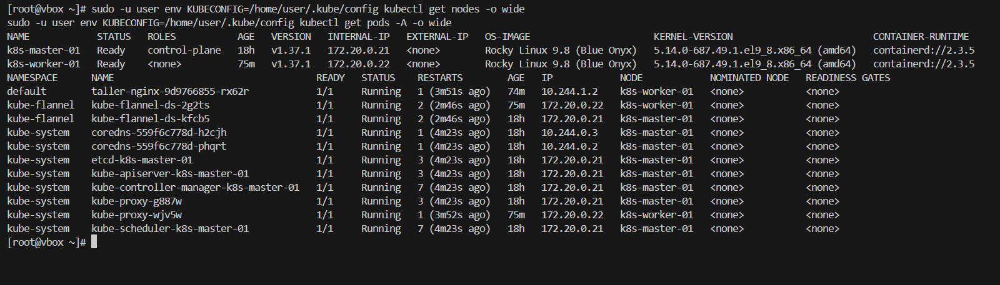 [root@vbox ~]# sudo -u user env KUBECONFIG=/home/user/.kube/config kubectl get nodes -o wide
sudo -u user env KUBECONFIG=/home/user/.kube/config kubectl get pods -A -o wide
NAME            STATUS   ROLES           AGE   VERSION   INTERNAL-IP   EXTERNAL-IP   OS-IMAGE                      KERNEL-VERSION                         CONTAINER-RUNTIME
k8s-master-01   Ready    control-plane   18h   v1.37.1   172.20.0.21   <none>        Rocky Linux 9.8 (Blue Onyx)   5.14.0-687.49.1.el9_8.x86_64 (amd64)   containerd://2.3.5
k8s-worker-01   Ready    <none>          75m   v1.37.1   172.20.0.22   <none>        Rocky Linux 9.8 (Blue Onyx)   5.14.0-687.49.1.el9_8.x86_64 (amd64)   containerd://2.3.5
NAMESPACE      NAME                                    READY   STATUS    RESTARTS        AGE   IP            NODE            NOMINATED NODE   READINESS GATES
default        taller-nginx-9d9766855-rx62r            1/1     Running   1 (3m51s ago)   74m   10.244.1.2    k8s-worker-01   <none>           <none>
kube-flannel   kube-flannel-ds-2g2ts                   1/1     Running   2 (2m46s ago)   75m   172.20.0.22   k8s-worker-01   <none>           <none>
kube-flannel   kube-flannel-ds-kfcb5                   1/1     Running   2 (2m46s ago)   18h   172.20.0.21   k8s-master-01   <none>           <none>
kube-system    coredns-559f6c778d-h2cjh                1/1     Running   1 (4m23s ago)   18h   10.244.0.3    k8s-master-01   <none>           <none>
kube-system    coredns-559f6c778d-phqrt                1/1     Running   1 (4m23s ago)   18h   10.244.0.2    k8s-master-01   <none>           <none>
kube-system    etcd-k8s-master-01                      1/1     Running   3 (4m23s ago)   18h   172.20.0.21   k8s-master-01   <none>           <none>
kube-system    kube-apiserver-k8s-master-01            1/1     Running   3 (4m23s ago)   18h   172.20.0.21   k8s-master-01   <none>           <none>
kube-system    kube-controller-manager-k8s-master-01   1/1     Running   7 (4m23s ago)   18h   172.20.0.21   k8s-master-01   <none>           <none>
kube-system    kube-proxy-g887w                        1/1     Running   3 (4m23s ago)   18h   172.20.0.21   k8s-master-01   <none>           <none>
kube-system    kube-proxy-wjv5w                        1/1     Running   1 (3m52s ago)   75m   172.20.0.22   k8s-worker-01   <none>           <none>
kube-system    kube-scheduler-k8s-master-01            1/1     Running   7 (4m23s ago)   18h   172.20.0.21   k8s-master-01   <none>           <none>
[root@vbox ~]#